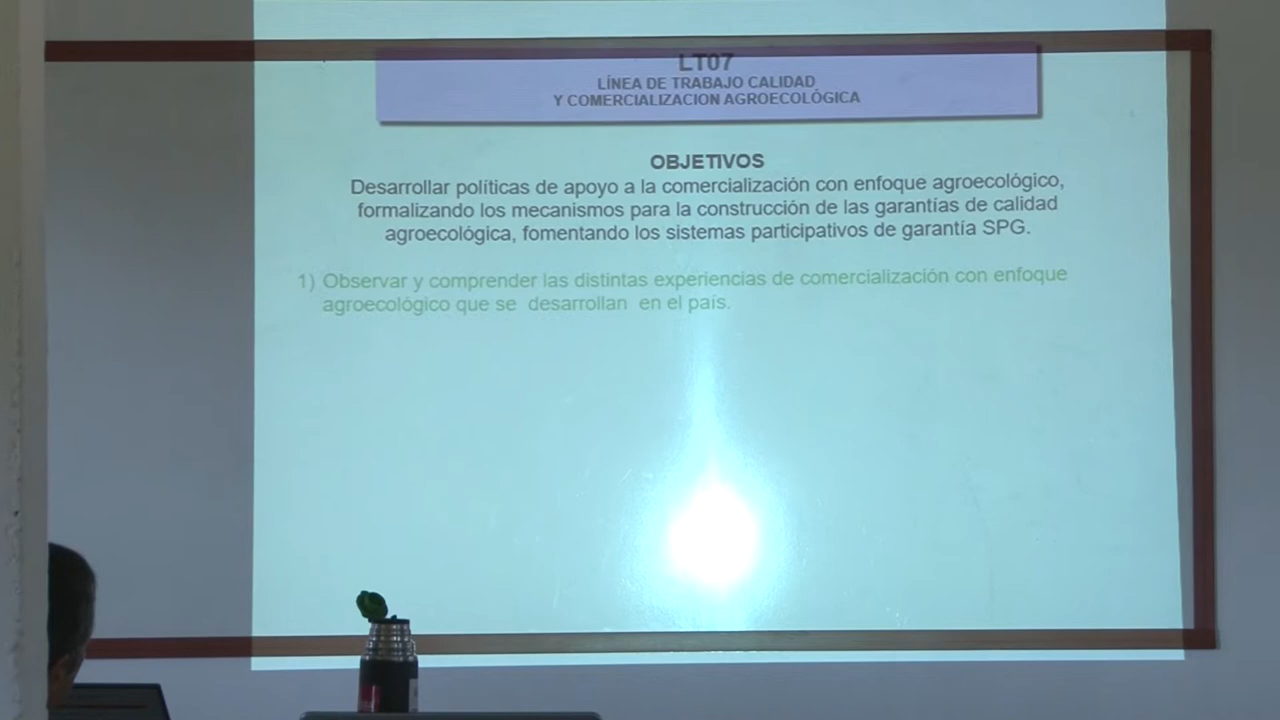 LT07
LÍNEA DE TRABAJO CALIDAD
Y COMERCIALIZACION AGROECOLÓGICA
OBJETIVOS
Desarrollar políticas de apoyo a la comercialización con enfoque agroecológico,
formalizando los mecanismos para la construcción de las garantías de calidad
agroecológica, fomentando los sistemas participativos de garantía SPG.
1) Observar y comprender las distintas experiencias de comercialización con enfoque
agroecológico que se desarrollan en el país.